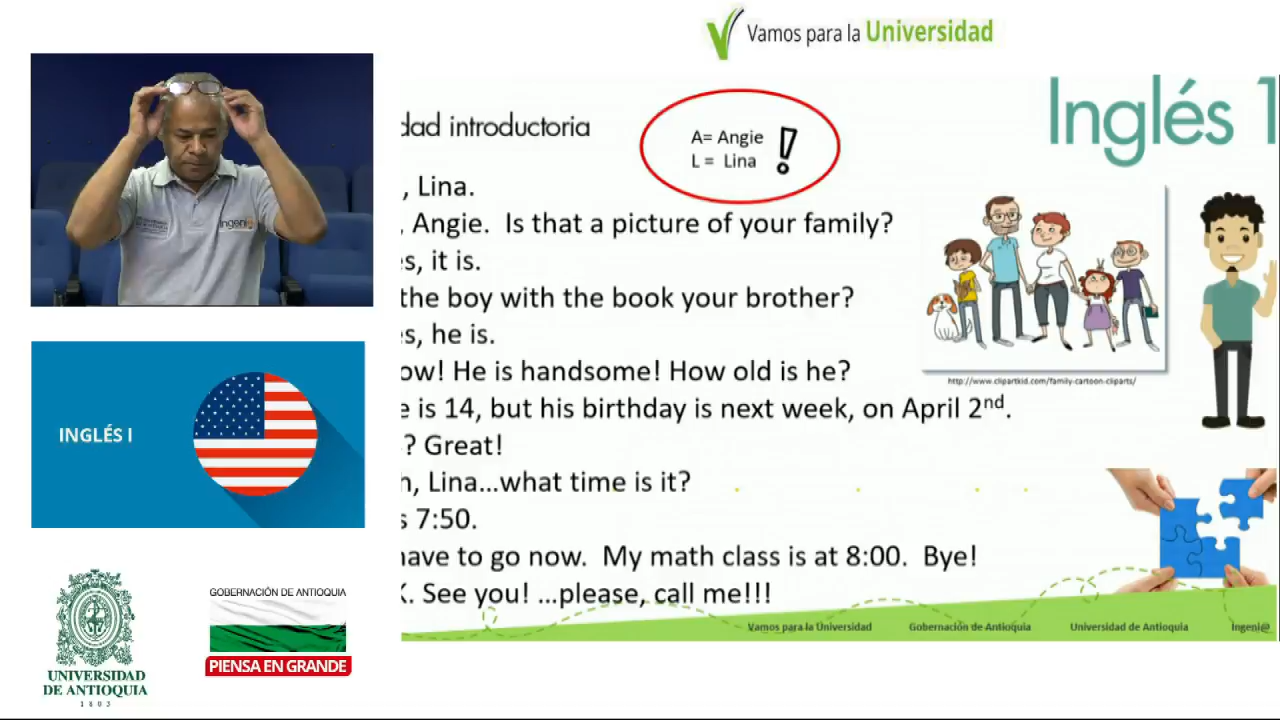 Vamos para la Universidad
dad introductoria
A= Angie
L = Lina
!
Inglés 1
, Lina.
, Angie. Is that a picture of your family?
es, it is.
the boy with the book your brother?
es, he is.
ow! He is handsome! How old is he?
e is 14, but his birthday is next week, on April 2nd.
? Great!
n, Lina…what time is it?
s 7:50.
have to go now. My math class is at 8:00. Bye!
K. See you! …please, call me!!!
http://www.clipartkid.com/family-cartoon-cliparts/
Vamos para la Universidad Gobernación de Antioquia Universidad de Antioquia Ingeni@
ingeni@
INGLÉS I
UNIVERSIDAD
DE ANTIOQUIA
1803
GOBERNACIÓN DE ANTIOQUIA
PIENSA EN GRANDE